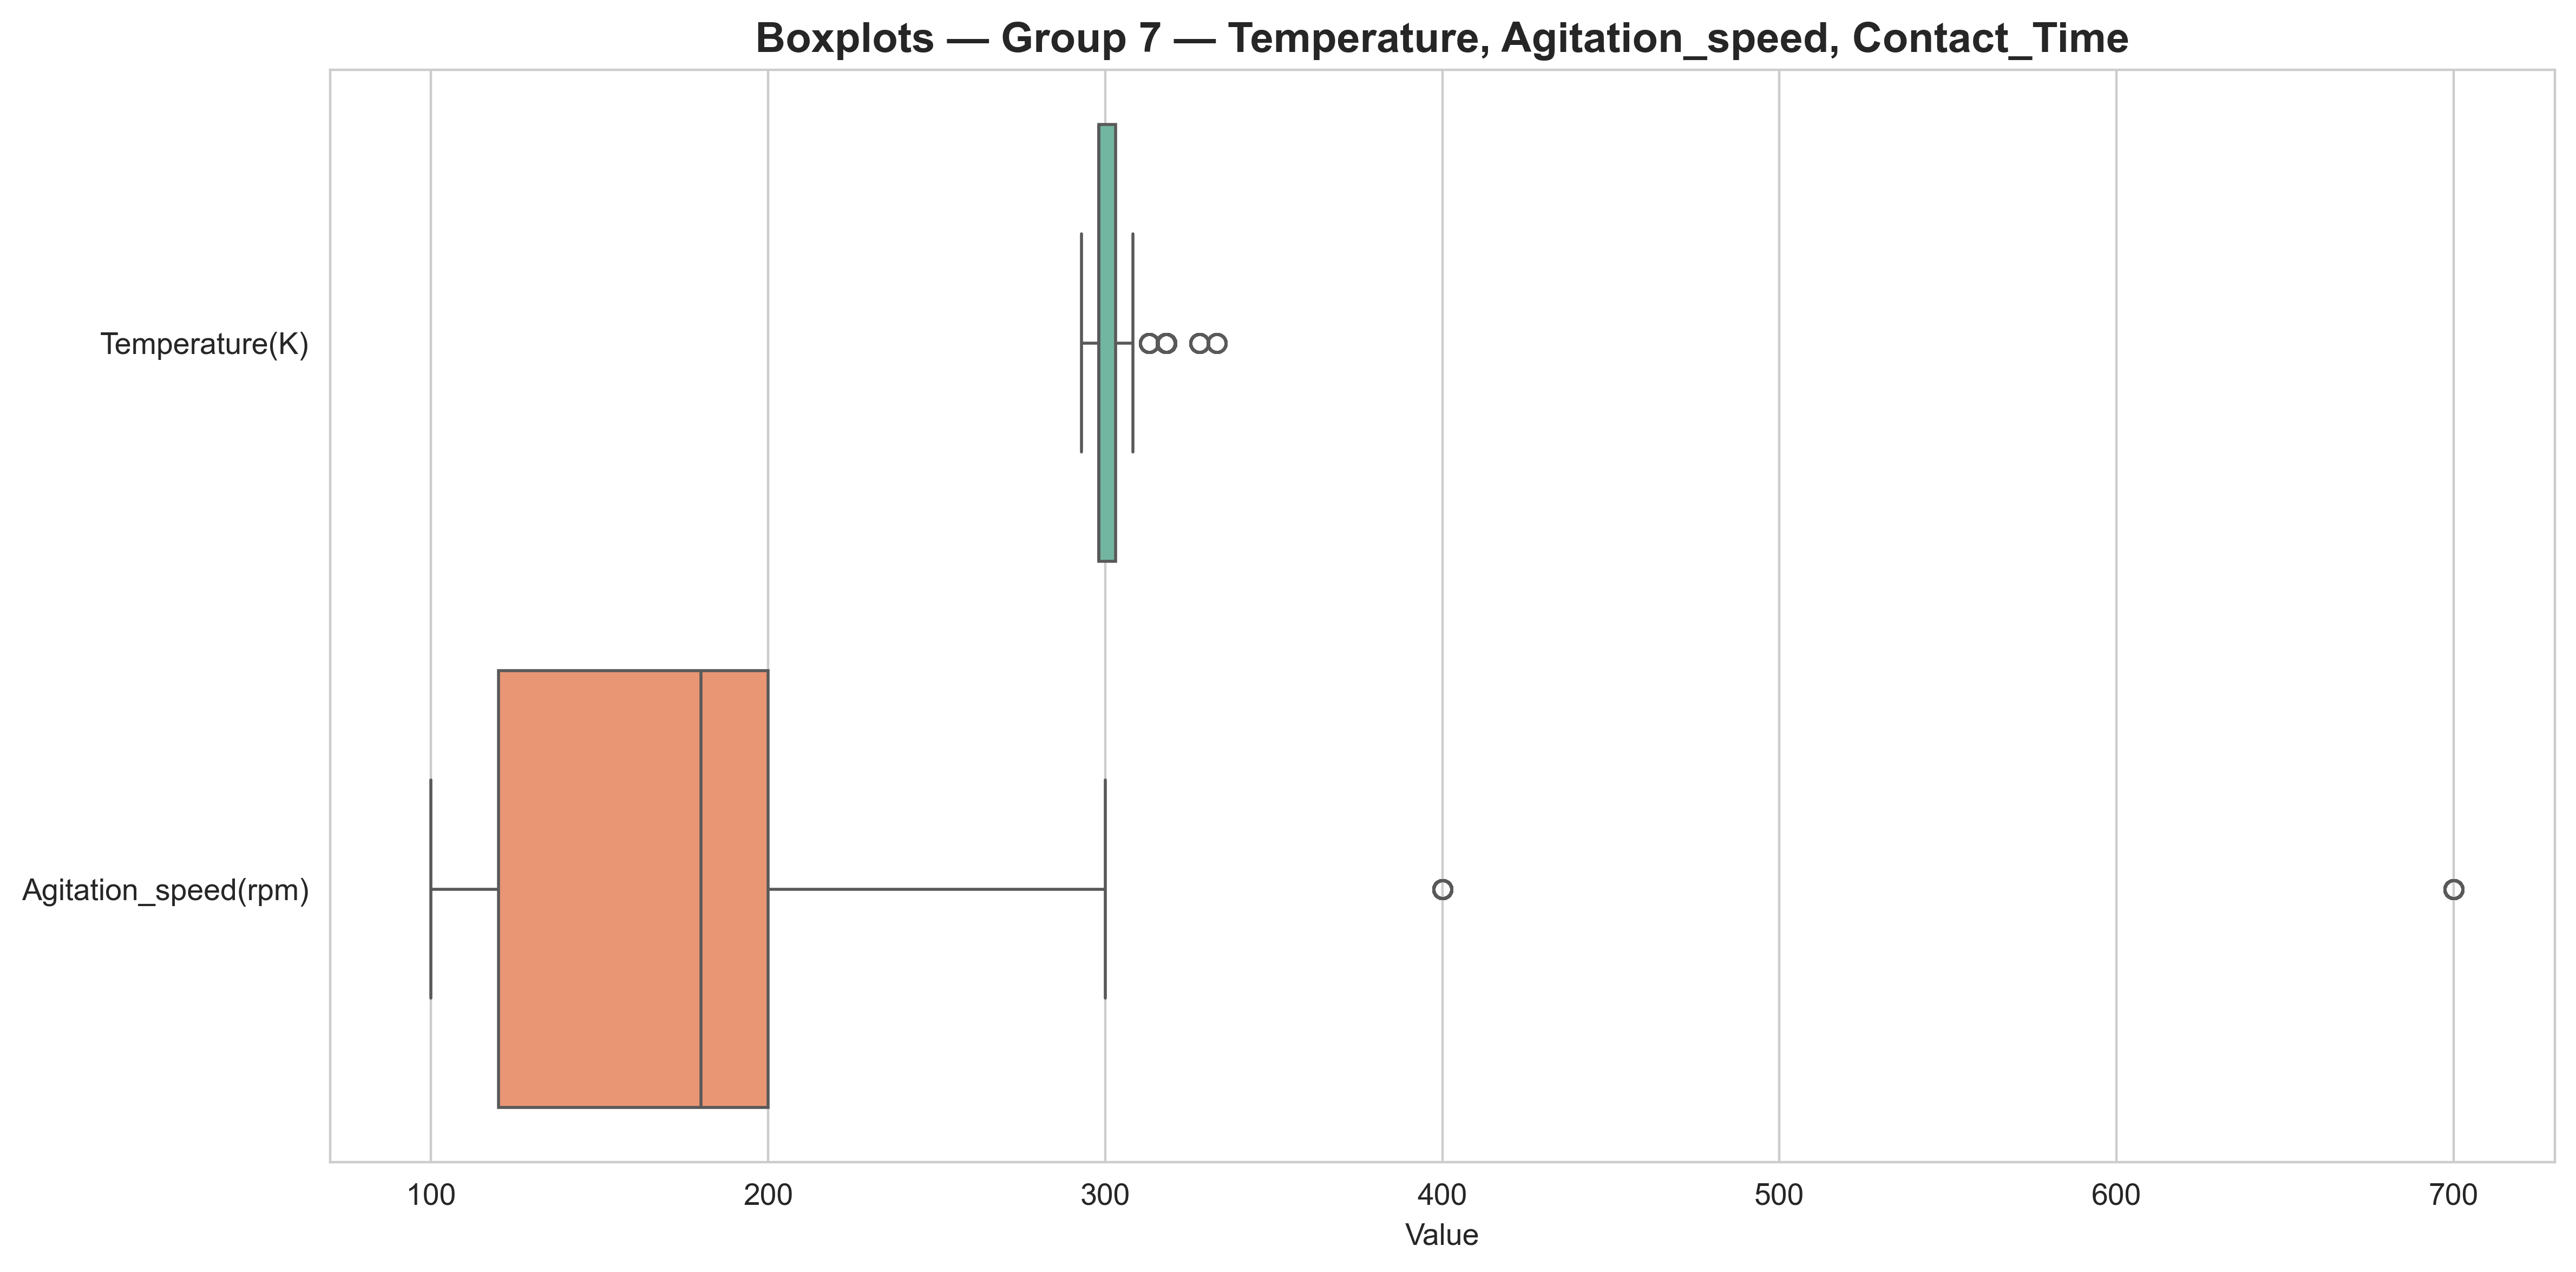 Boxplots — Group 7 — Temperature, Agitation_speed, Contact_Time
Temperature(K)
Agitation_speed(rpm)
100 200 300 400 500 600 700
Value